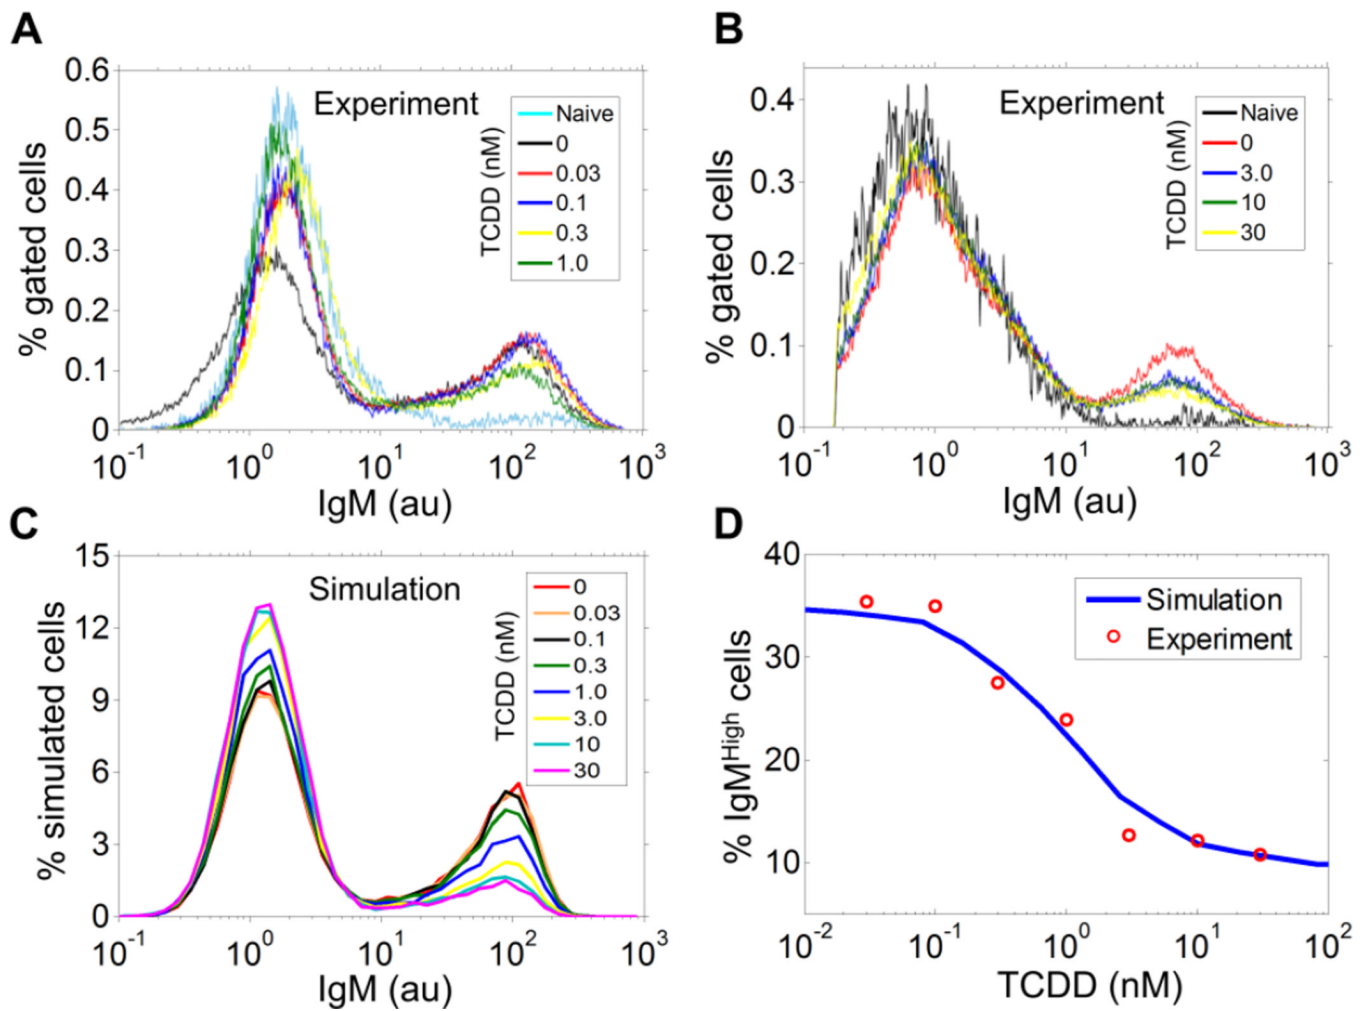 A
0.6
0.5
0.4
0.3
0.2
0.1
0
% gated cells
Experiment
TCDD (nM)
Naive
0
0.03
0.1
0.3
1.0
10⁻¹ 10⁰ 10¹ 10² 10³
IgM (au)
B
0.4
0.3
0.2
0.1
0
% gated cells
Experiment
TCDD (nM)
Naive
0
3.0
10
30
10⁻¹ 10⁰ 10¹ 10² 10³
IgM (au)
C
15
12
9
6
3
0
% simulated cells
Simulation
TCDD (nM)
0
0.03
0.1
0.3
1.0
3.0
10
30
10⁻¹ 10⁰ 10¹ 10² 10³
IgM (au)
D
40
30
20
10
% IgMᴴⁱᵍʰ cells
Simulation
Experiment
10⁻² 10⁻¹ 10⁰ 10¹ 10²
TCDD (nM)